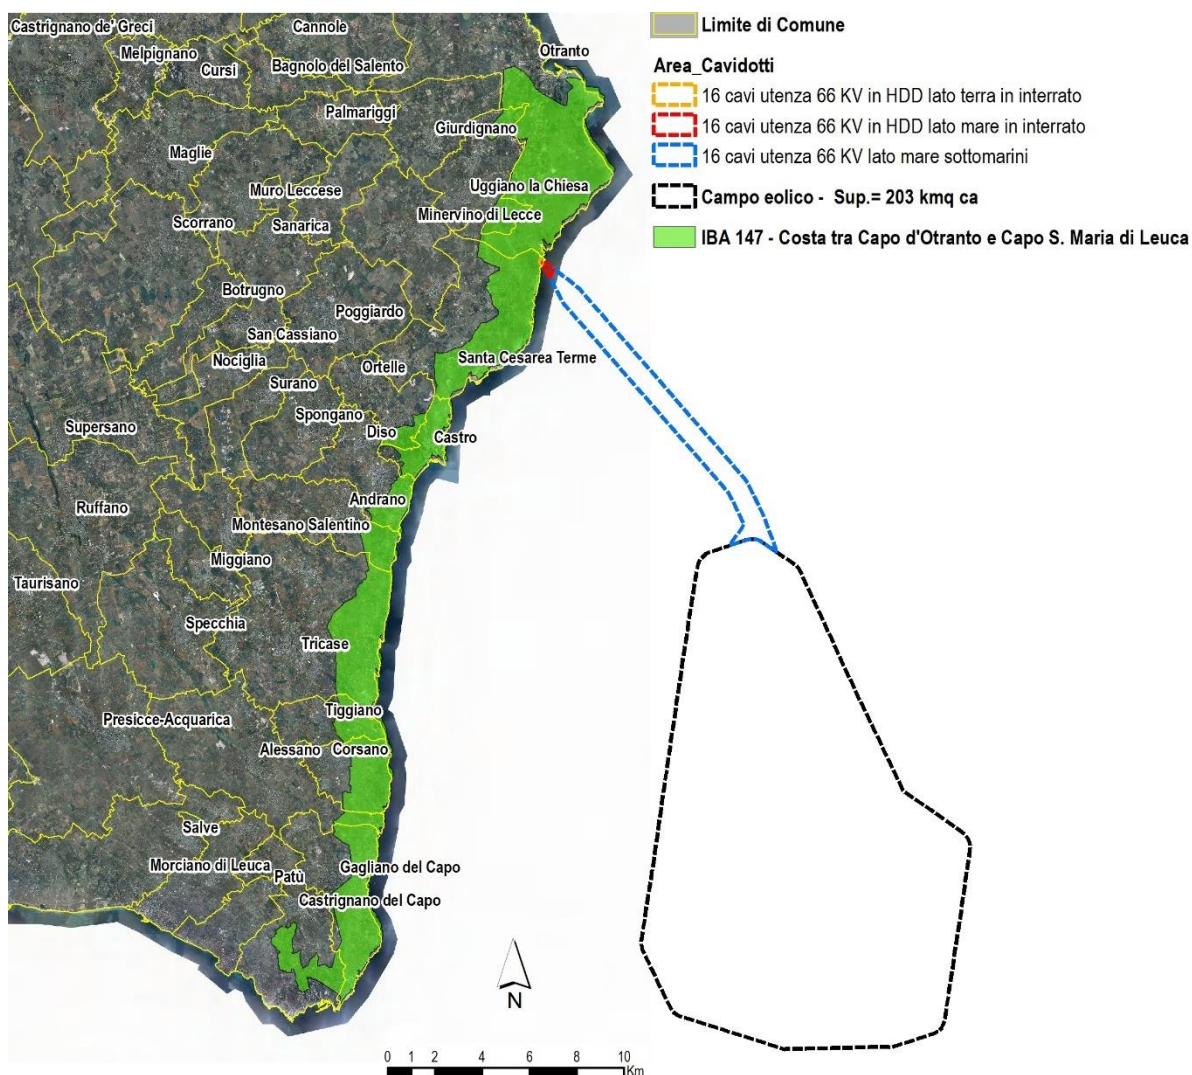 Castrignano de' Greci
Cannole
Melpignano
Cursi
Bagnolo del Salento
Otranto
Palmariggi
Giurdignano
Maglie
Muro Leccese
Uggiano la Chiesa
Scorrano
Sanarica
Minervino di Lecce
Botrugno
Poggiardo
San Cassiano
Nociglia
Ortelle
Santa Cesarea Terme
Surano
Spongano
Supersano
Diso
Castro
Andrano
Ruffano
Montesano Salentino
Miggiano
Taurisano
Specchia
Tricase
Presicce-Acquarica
Tiggiano
Alessano
Corsano
Salve
Morciano di Leuca
Patù
Gagliano del Capo
Castrignano del Capo
N
0 1 2 4 6 8 10
Km
Limite di Comune
Area_Cavidotti
16 cavi utenza 66 KV in HDD lato terra in interrato
16 cavi utenza 66 KV in HDD lato mare in interrato
16 cavi utenza 66 KV lato mare sottomarini
Campo eolico - Sup.= 203 kmq ca
IBA 147 - Costa tra Capo d'Otranto e Capo S. Maria di Leuca